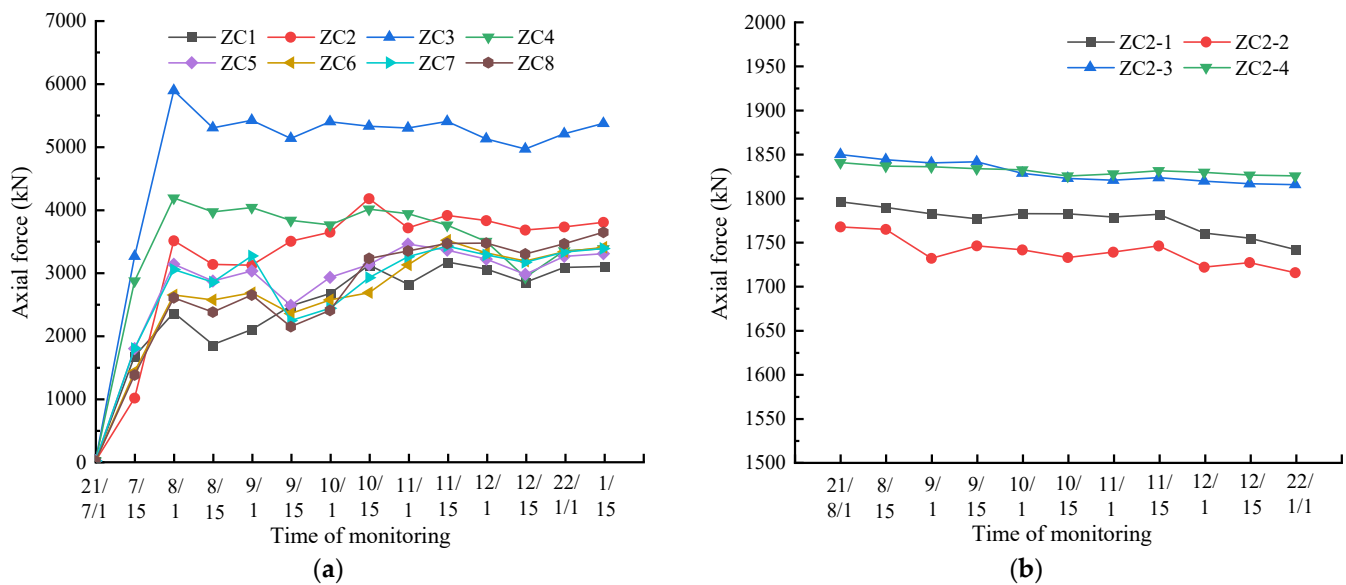 7000
6000
5000
4000
3000
2000
1000
0
Axial force (kN)
ZC1 ZC2 ZC3 ZC4
ZC5 ZC6 ZC7 ZC8
21/ 7/ 8/ 8/ 9/ 9/ 10/ 10/ 11/ 11/ 12/ 12/ 22/ 1/
7/1 15 1 15 1 15 1 15 1 15 1 15 1/1 15
Time of monitoring
(a)
2000
1950
1900
1850
1800
1750
1700
1650
1600
1550
1500
Axial force (kN)
ZC2-1 ZC2-2
ZC2-3 ZC2-4
21/ 8/ 9/ 9/ 10/ 10/ 11/ 11/ 12/ 12/ 22/
8/1 15 1 15 1 15 1 15 1 15 1/1
Time of monitoring
(b)